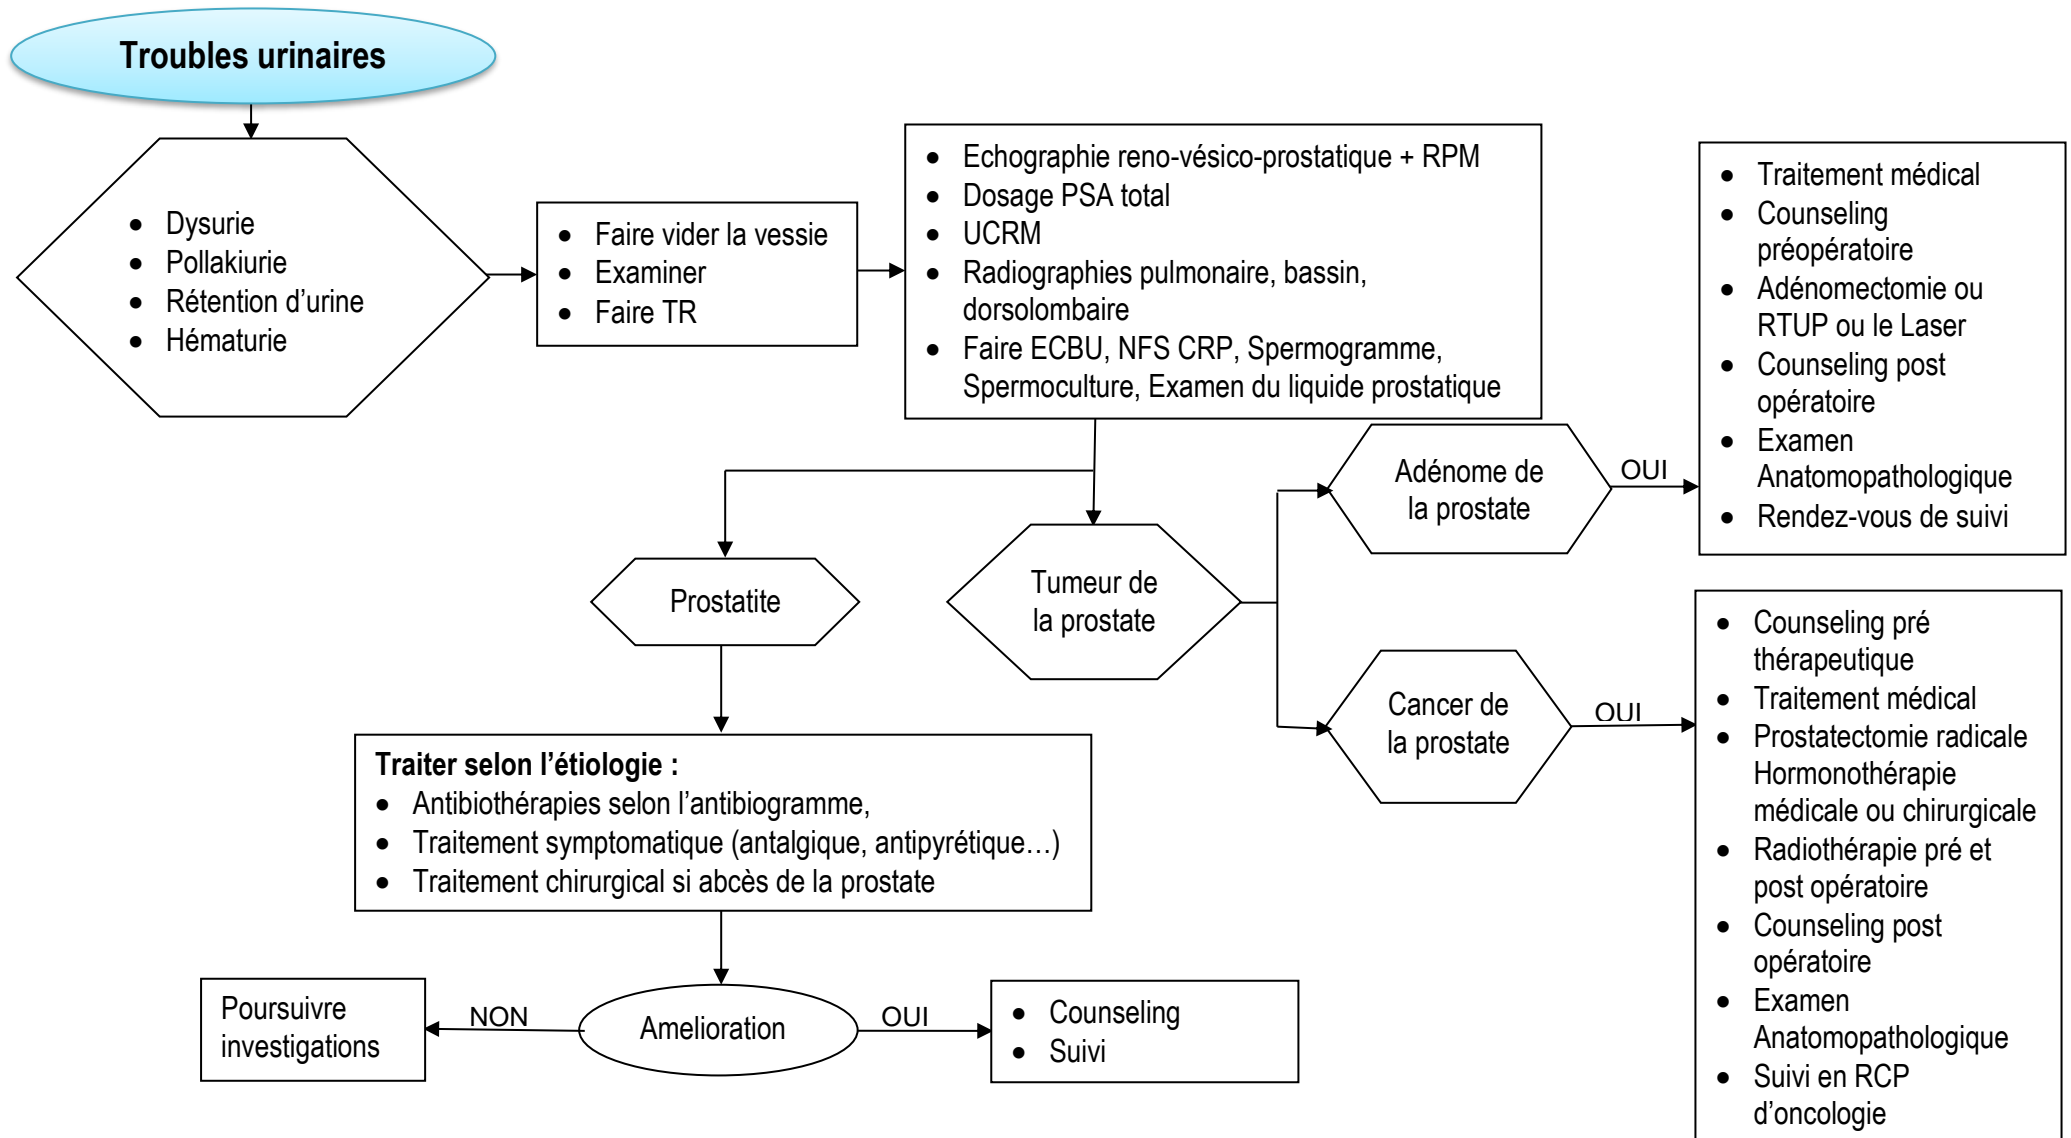 Troubles urinaires
• Dysurie
• Pollakiurie
• Rétention d’urine
• Hématurie
• Faire vider la vessie
• Examiner
• Faire TR
• Echographie reno-vésico-prostatique + RPM
• Dosage PSA total
• UCRM
• Radiographies pulmonaire, bassin,
dorsolombaire
• Faire ECBU, NFS CRP, Spermogramme,
Spermoculture, Examen du liquide prostatique
Prostatite
Tumeur de
la prostate
Adénome de
la prostate
OUI
• Traitement médical
• Counseling
préopératoire
• Adénomectomie ou
RTUP ou le Laser
• Counseling post
opératoire
• Examen
Anatomopathologique
• Rendez-vous de suivi
Cancer de
la prostate
OUI
• Counseling pré
thérapeutique
• Traitement médical
• Prostatectomie radicale
Hormonothérapie
médicale ou chirurgicale
• Radiothérapie pré et
post opératoire
• Counseling post
opératoire
• Examen
Anatomopathologique
• Suivi en RCP
d’oncologie
Traiter selon l’étiologie :
• Antibiothérapies selon l’antibiogramme,
• Traitement symptomatique (antalgique, antipyrétique…)
• Traitement chirurgical si abcès de la prostate
Amelioration
NON
Poursuivre
investigations
OUI
• Counseling
• Suivi